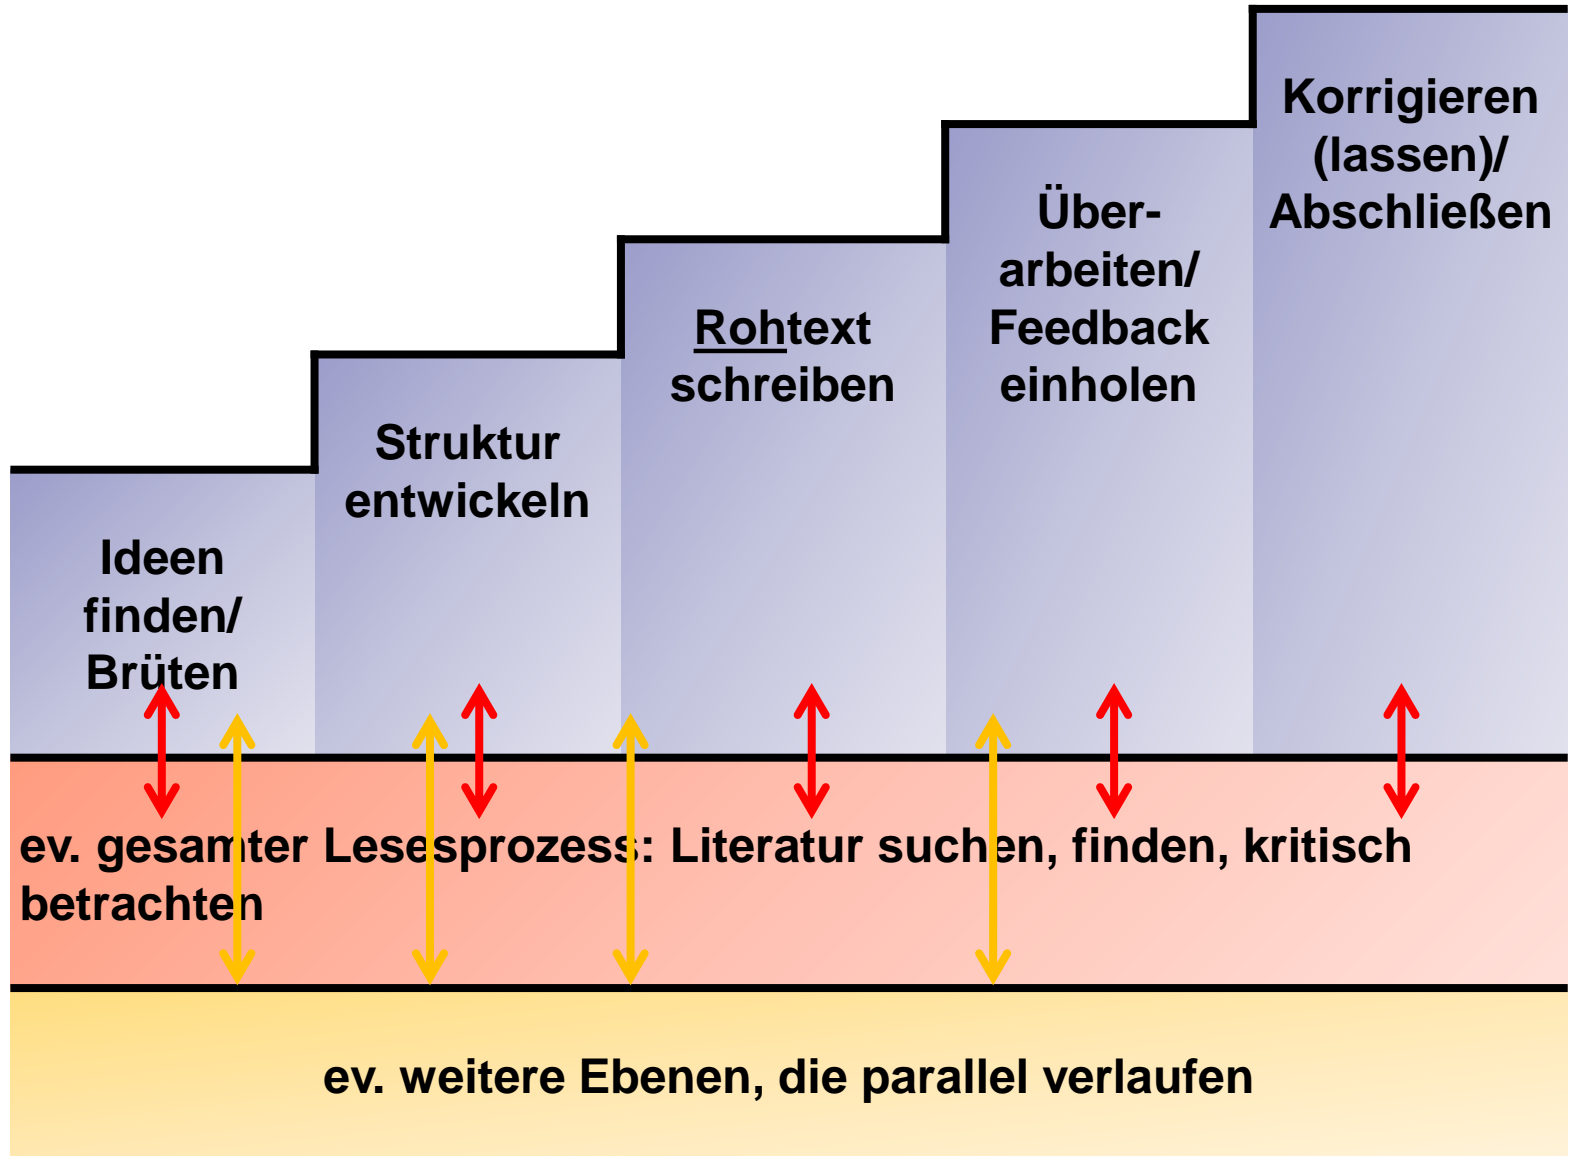 Ideen
finden/
Brüten
Struktur
entwickeln
Rohtext
schreiben
Über-
arbeiten/
Feedback
einholen
Korrigieren
(lassen)/
Abschließen
ev. gesamter Lesesprozess: Literatur suchen, finden, kritisch
betrachten
ev. weitere Ebenen, die parallel verlaufen